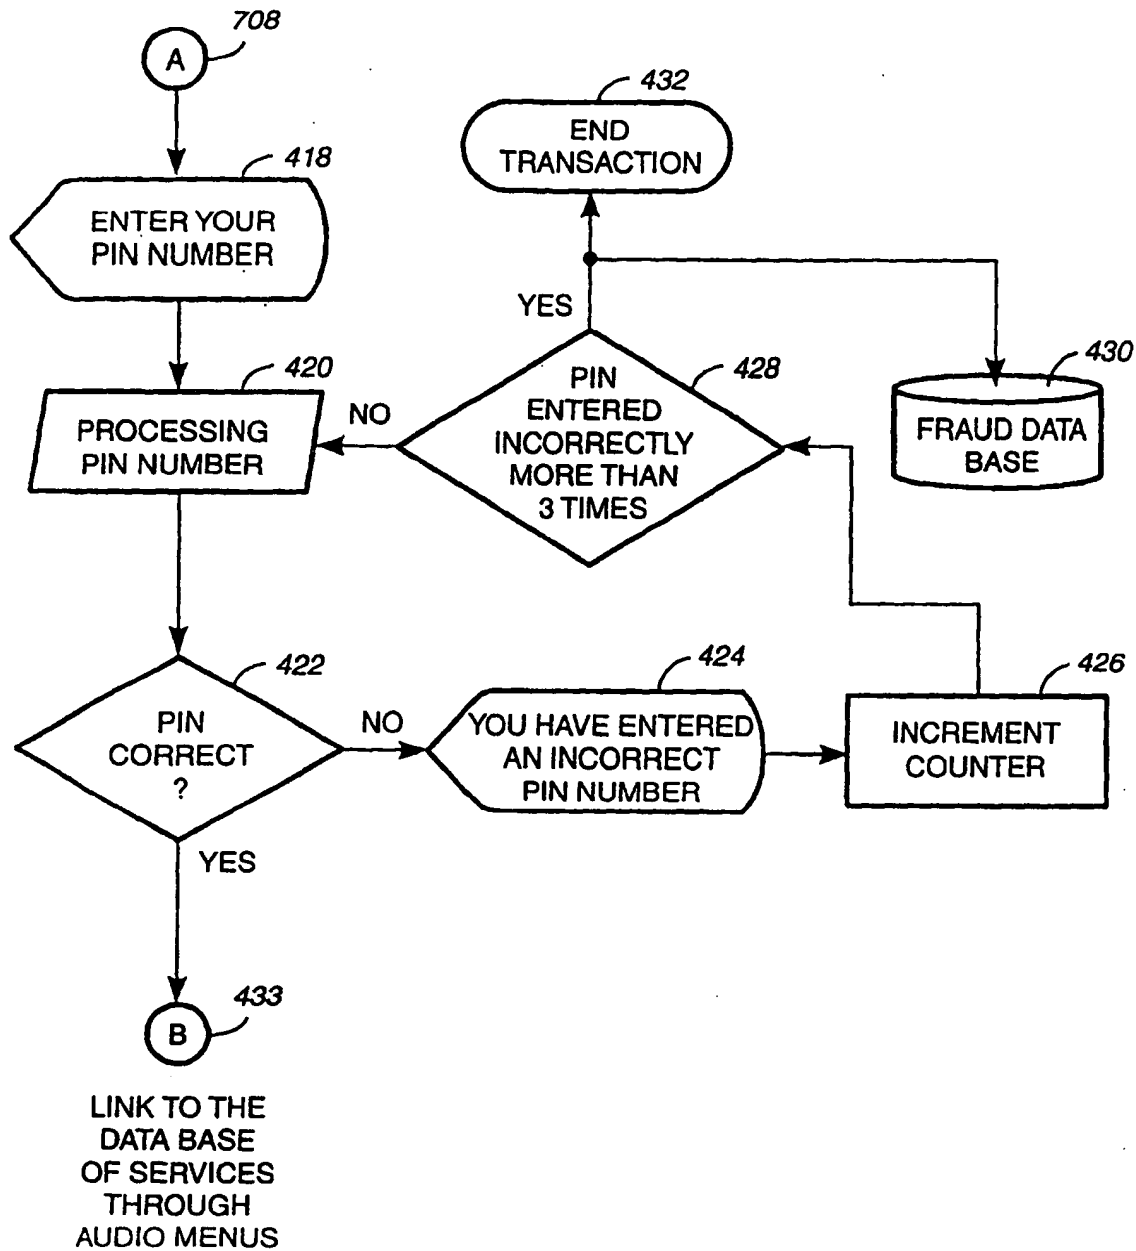 708
A
418
ENTER YOUR
PIN NUMBER
420
PROCESSING
PIN NUMBER
432
END
TRANSACTION
YES
428
PIN
ENTERED
INCORRECTLY
MORE THAN
3 TIMES
NO
430
FRAUD DATA
BASE
422
PIN
CORRECT
?
NO
424
YOU HAVE ENTERED
AN INCORRECT
PIN NUMBER
426
INCREMENT
COUNTER
YES
433
B
LINK TO THE
DATA BASE
OF SERVICES
THROUGH
AUDIO MENUS